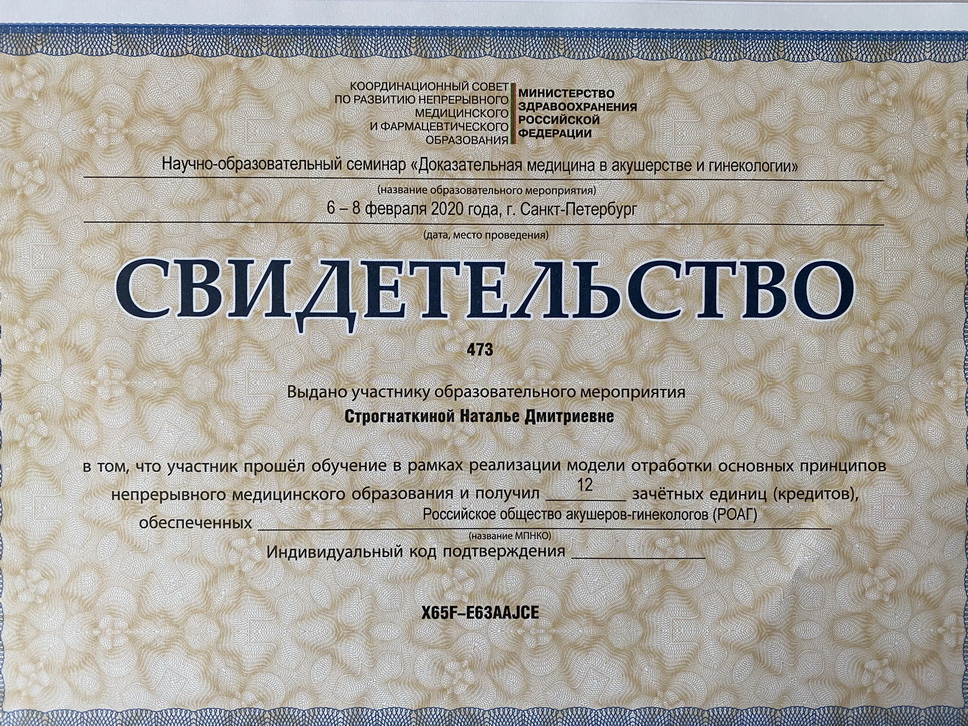 КООРДИНАЦИОННЫЙ СОВЕТ
ПО РАЗВИТИЮ НЕПРЕРЫВНОГО
МЕДИЦИНСКОГО
И ФАРМАЦЕВТИЧЕСКОГО
ОБРАЗОВАНИЯ
МИНИСТЕРСТВО
ЗДРАВООХРАНЕНИЯ
РОССИЙСКОЙ
ФЕДЕРАЦИИ
Научно-образовательный семинар «Доказательная медицина в акушерстве и гинекологии»
(название образовательного мероприятия)
6 – 8 февраля 2020 года, г. Санкт-Петербург
(дата, место проведения)
СВИДЕТЕЛЬСТВО
473
Выдано участнику образовательного мероприятия
Строгнаткиной Наталье Дмитриевне
в том, что участник прошёл обучение в рамках реализации модели отработки основных принципов
непрерывного медицинского образования и получил 12 зачётных единиц (кредитов),
обеспеченных Российское общество акушеров-гинекологов (РОАГ)
(название МПНКО)
Индивидуальный код подтверждения
X65F–E63AAJCE